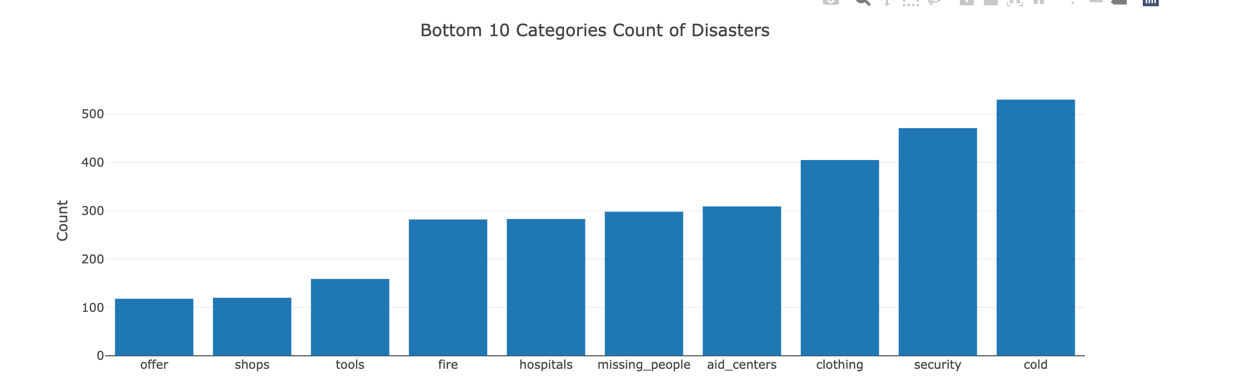 Bottom 10 Categories Count of Disasters
Count
500
400
300
200
100
0
offer shops tools fire hospitals missing_people aid_centers clothing security cold